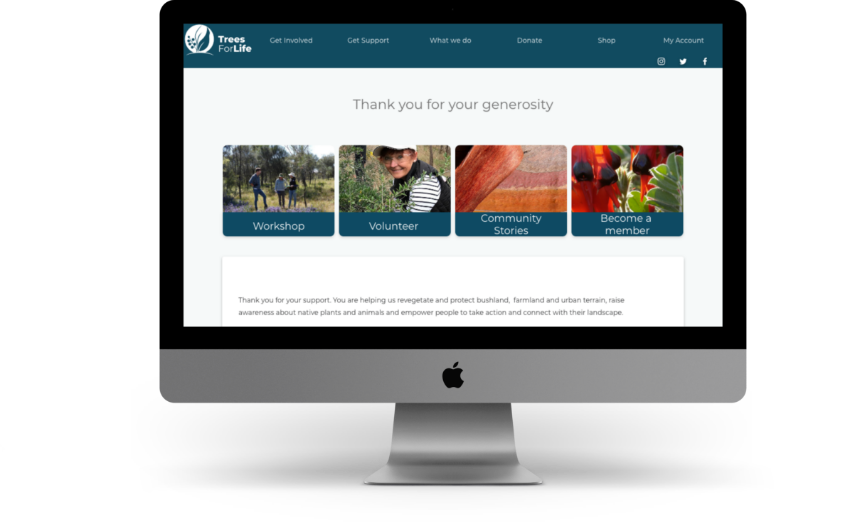 Trees
ForLife
Get Involved
Get Support
What we do
Donate
Shop
My Account
Thank you for your generosity
Workshop
Volunteer
Community
Stories
Become a
member
Thank you for your support. You are helping us revegetate and protect bushland, farmland and urban terrain, raise
awareness about native plants and animals and empower people to take action and connect with their landscape.